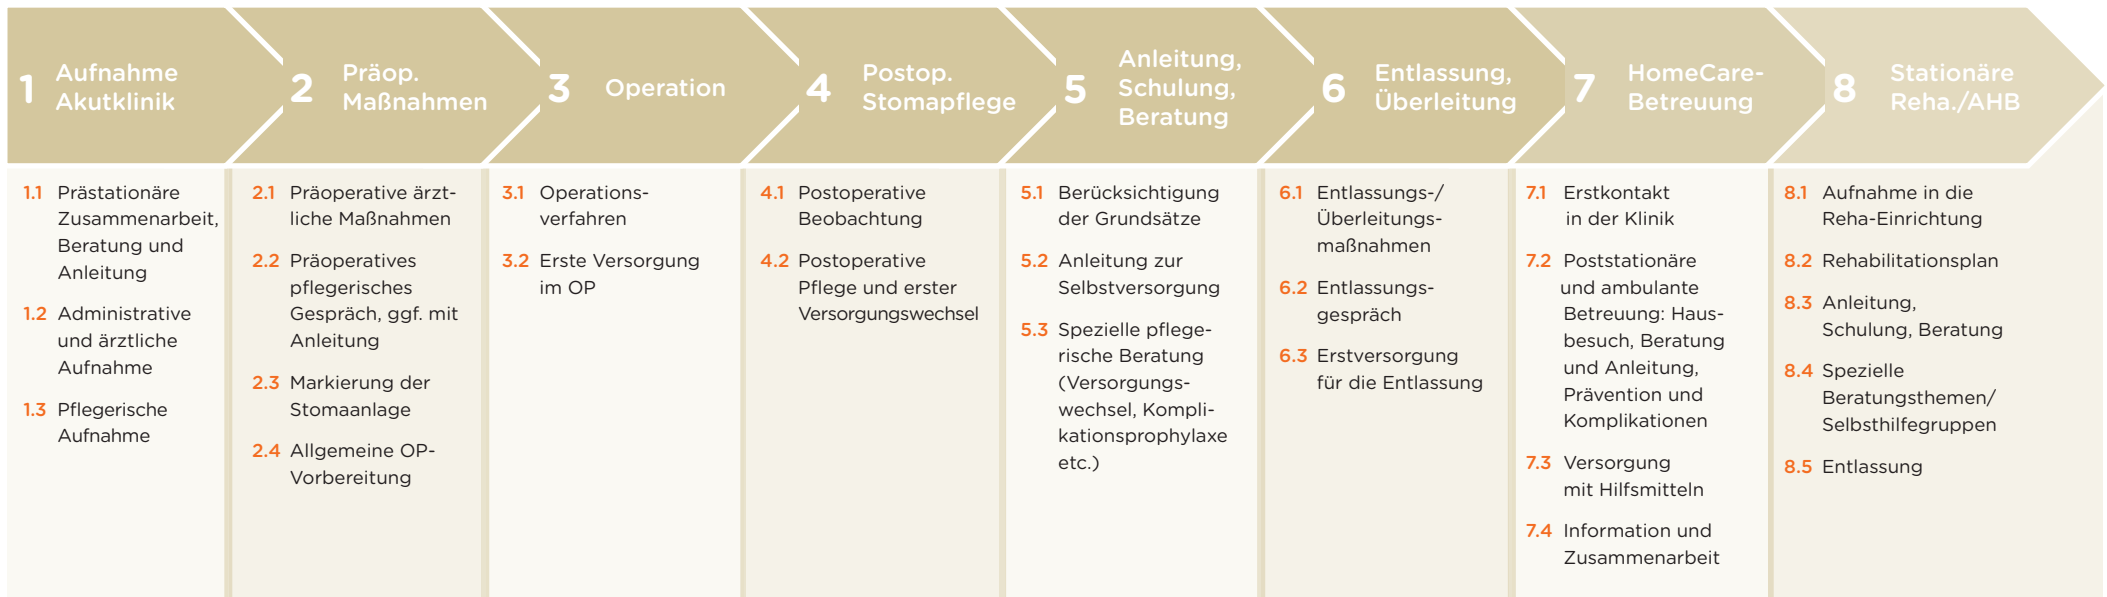 1 Aufnahme
Akutklinik
2 Präop.
Maßnahmen
3 Operation
4 Postop.
Stomapflege
5 Anleitung,
Schulung,
Beratung
6 Entlassung,
Überleitung
7 HomeCare-
Betreuung
8 Stationäre
Reha./AHB
1.1 Prästationäre
Zusammenarbeit,
Beratung und
Anleitung
1.2 Administrative
und ärztliche
Aufnahme
1.3 Pflegerische
Aufnahme
2.1 Präoperative ärzt-
liche Maßnahmen
2.2 Präoperatives
pflegerisches
Gespräch, ggf. mit
Anleitung
2.3 Markierung der
Stomaanlage
2.4 Allgemeine OP-
Vorbereitung
3.1 Operations-
verfahren
3.2 Erste Versorgung
im OP
4.1 Postoperative
Beobachtung
4.2 Postoperative
Pflege und erster
Versorgungswechsel
5.1 Berücksichtigung
der Grundsätze
5.2 Anleitung zur
Selbstversorgung
5.3 Spezielle pflege-
rische Beratung
(Versorgungs-
wechsel, Kompli-
kationsprophylaxe
etc.)
6.1 Entlassungs-/
Überleitungs-
maßnahmen
6.2 Entlassungs-
gespräch
6.3 Erstversorgung
für die Entlassung
7.1 Erstkontakt
in der Klinik
7.2 Poststationäre
und ambulante
Betreuung: Haus-
besuch, Beratung
und Anleitung,
Prävention und
Komplikationen
7.3 Versorgung
mit Hilfsmitteln
7.4 Information und
Zusammenarbeit
8.1 Aufnahme in die
Reha-Einrichtung
8.2 Rehabilitationsplan
8.3 Anleitung,
Schulung, Beratung
8.4 Spezielle
Beratungsthemen/
Selbsthilfegruppen
8.5 Entlassung